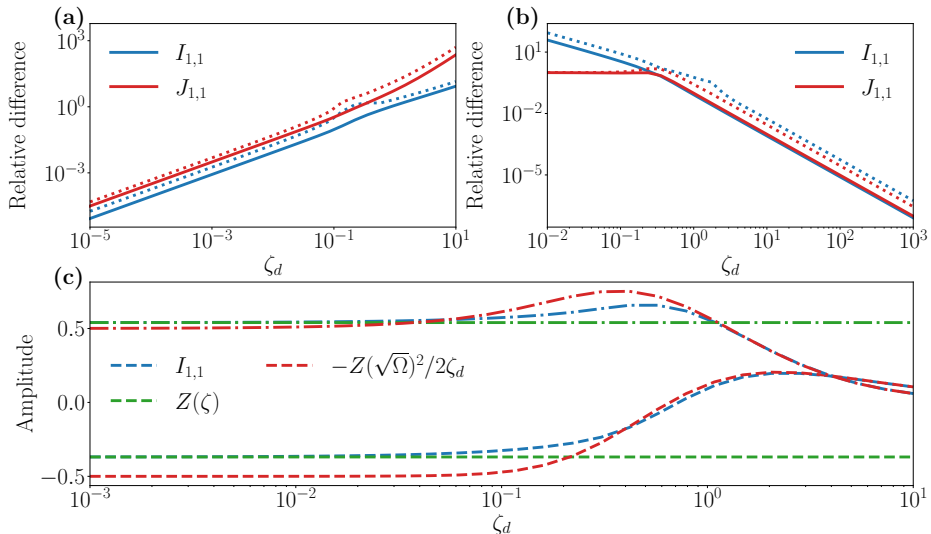 (a)
Relative difference
10^3
10^0
10^{-3}
I_{1,1}
J_{1,1}
10^{-5} 10^{-3} 10^{-1} 10^1
ζ_d
(b)
Relative difference
10^1
10^{-2}
10^{-5}
I_{1,1}
J_{1,1}
10^{-2} 10^{-1} 10^0 10^1 10^2 10^3
ζ_d
(c)
Amplitude
0.5
0.0
−0.5
I_{1,1}
Z(ζ)
−Z(√Ω)^2/2ζ_d
10^{-3} 10^{-2} 10^{-1} 10^0 10^1
ζ_d